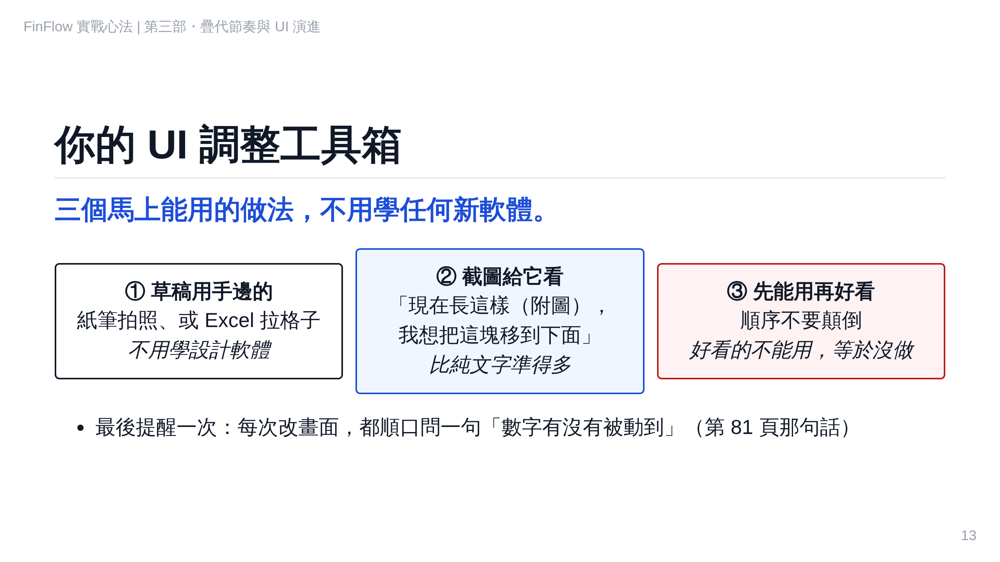 FinFlow 實戰心法 | 第三部・疊代節奏與 UI 演進
你的 UI 調整工具箱
三個馬上能用的做法，不用學任何新軟體。
① 草稿用手邊的
紙筆拍照、或 Excel 拉格子
不用學設計軟體
② 截圖給它看
「現在長這樣（附圖），
我想把這塊移到下面」
比純文字準得多
③ 先能用再好看
順序不要顛倒
好看的不能用，等於沒做
• 最後提醒一次：每次改畫面，都順口問一句「數字有沒有被動到」（第 81 頁那句話）
13